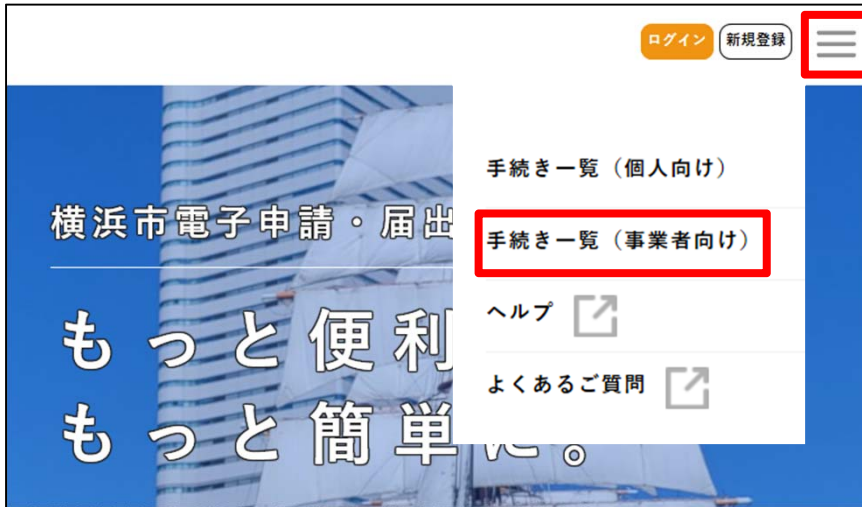 ログイン
新規登録
手続き一覧（個人向け）
横浜市電子申請・届出
手続き一覧（事業者向け）
ヘルプ
よくあるご質問
もっと便利
もっと簡単に。